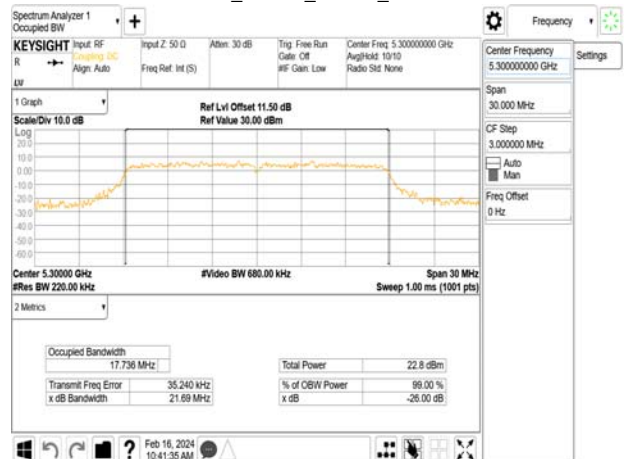 Spectrum Analyzer 1
Occupied BW
+
Frequency
KEYSIGHT
R
Input: RF
Coupling: DC
Align: Auto
Input Z: 50 Ω
Freq Ref: Int (S)
Atten: 30 dB
Trig: Free Run
Gate: Off
#IF Gain: Low
Center Freq: 5.300000000 GHz
Avg|Hold: 10/10
Radio Std: None
Center Frequency
5.300000000 GHz
Settings
Span
30.000 MHz
CF Step
3.000000 MHz
Auto
Man
Freq Offset
0 Hz
1 Graph
Scale/Div 10.0 dB
Ref Lvl Offset 11.50 dB
Ref Value 30.00 dBm
Log
20.0
10.0
0.00
-10.0
-20.0
-30.0
-40.0
-50.0
-60.0
Center 5.30000 GHz
#Video BW 680.00 kHz
Span 30 MHz
#Res BW 220.00 kHz
Sweep 1.00 ms (1001 pts)
2 Metrics
Occupied Bandwidth
17.736 MHz
Total Power 22.8 dBm
Transmit Freq Error 35.240 kHz
% of OBW Power 99.00 %
x dB Bandwidth 21.69 MHz
x dB -26.00 dB
?
Feb 16, 2024
10:41:35 AM